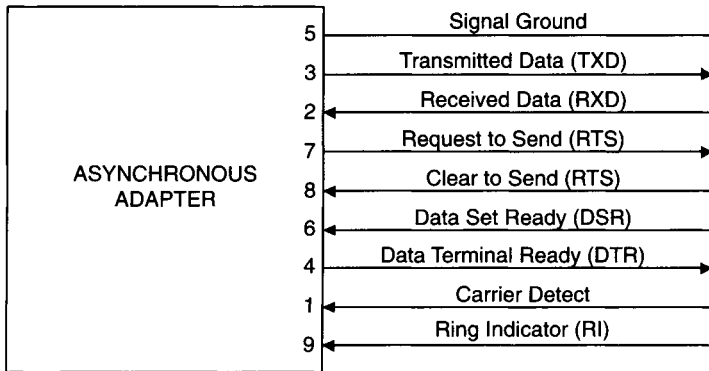 ASYNCHRONOUS
ADAPTER
5 Signal Ground
3 Transmitted Data (TXD)
2 Received Data (RXD)
7 Request to Send (RTS)
8 Clear to Send (RTS)
6 Data Set Ready (DSR)
4 Data Terminal Ready (DTR)
1 Carrier Detect
9 Ring Indicator (RI)